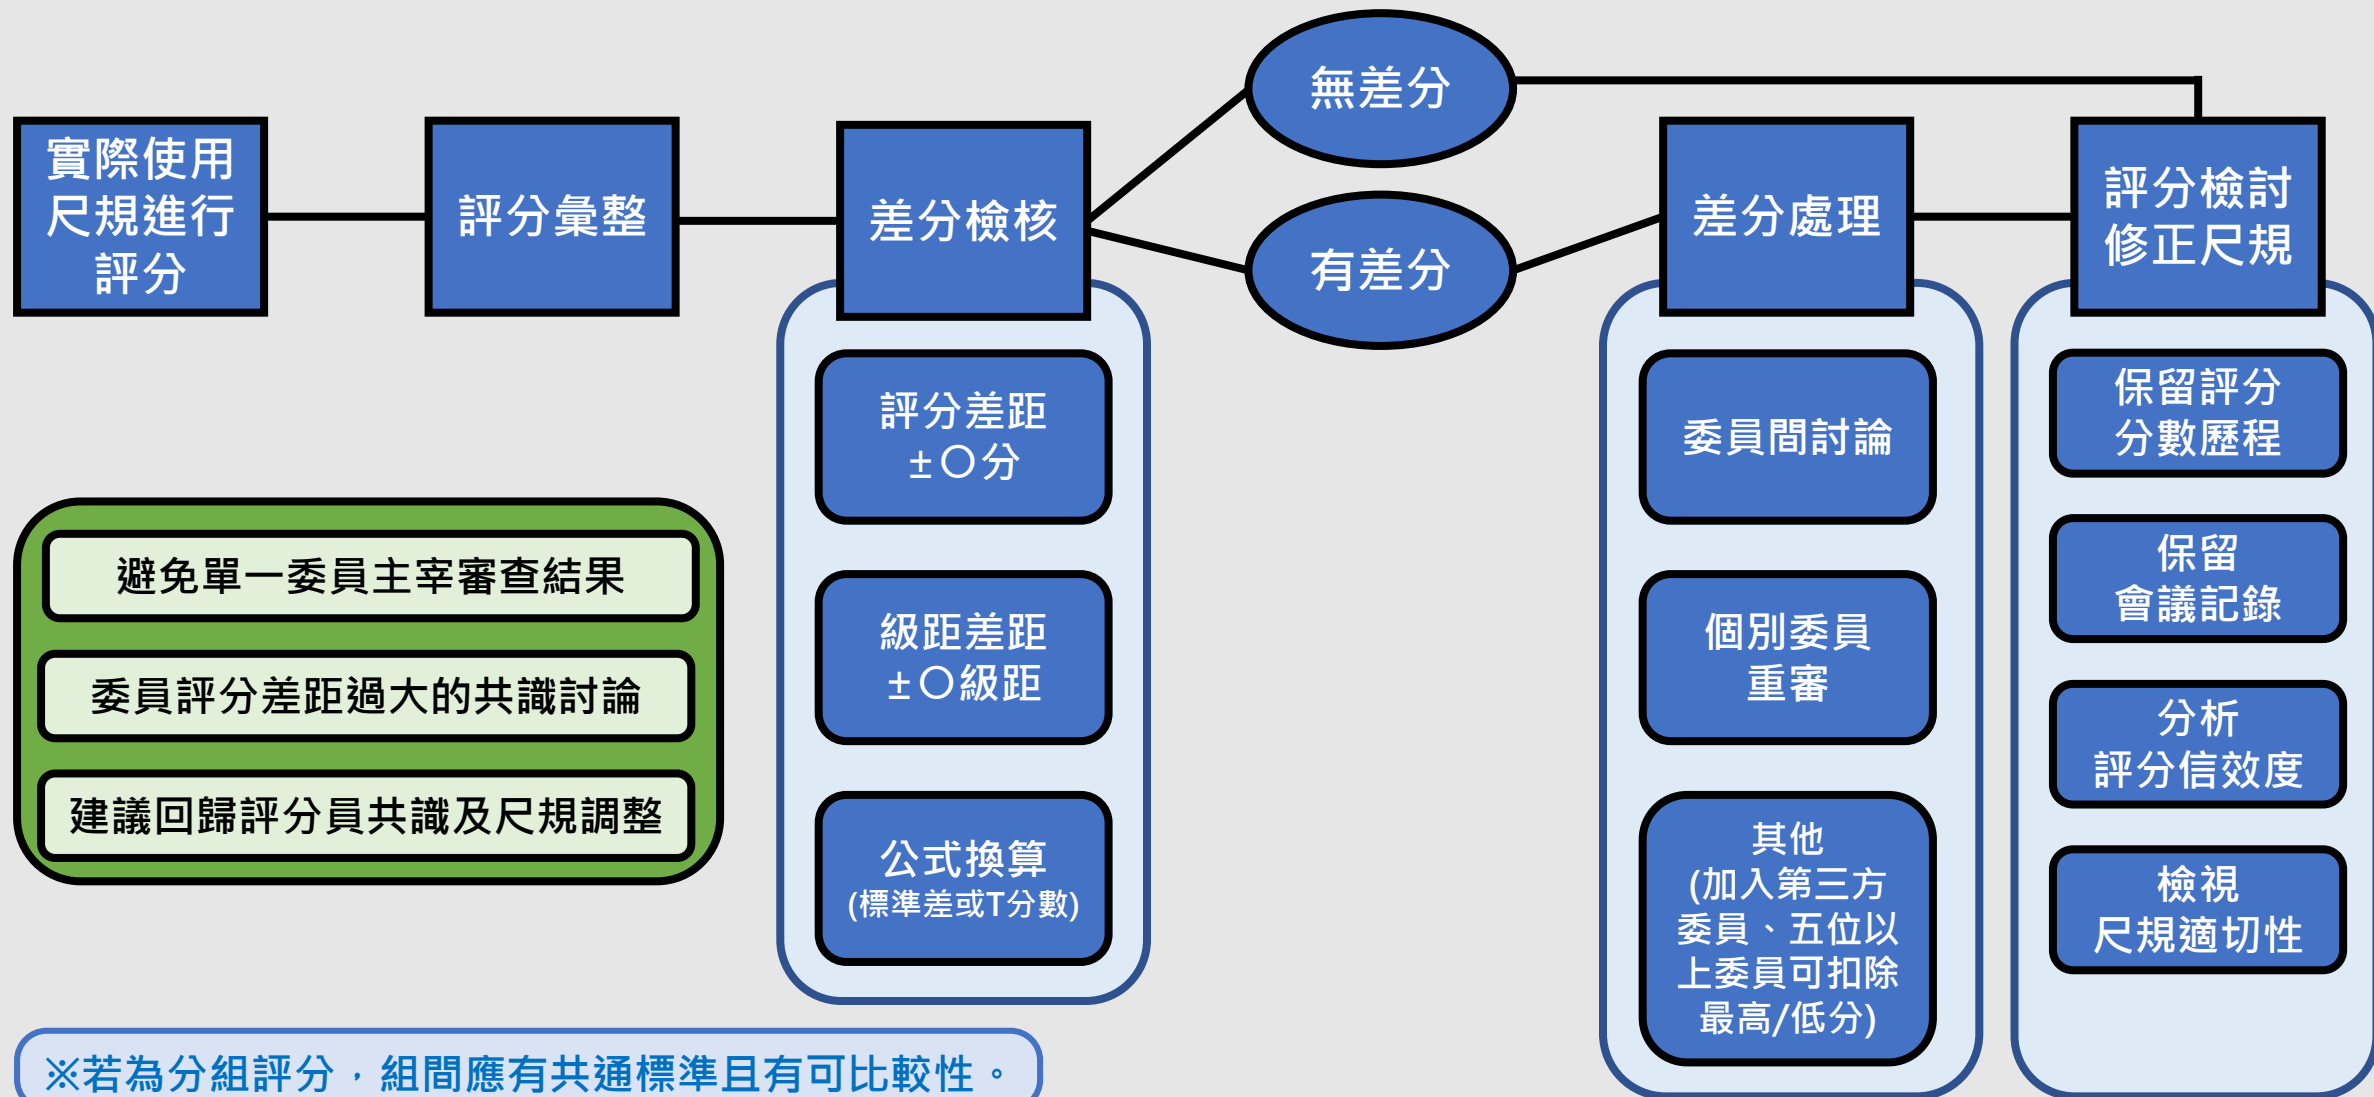 實際使用
尺規進行
評分
評分彙整
差分檢核
無差分
有差分
差分處理
評分檢討
修正尺規
評分差距
±〇分
級距差距
±〇級距
公式換算
(標準差或T分數)
委員間討論
個別委員
重審
其他
(加入第三方
委員、五位以
上委員可扣除
最高/低分)
保留評分
分數歷程
保留
會議記錄
分析
評分信效度
檢視
尺規適切性
避免單一委員主宰審查結果
委員評分差距過大的共識討論
建議回歸評分員共識及尺規調整
※若為分組評分，組間應有共通標準且有可比較性。